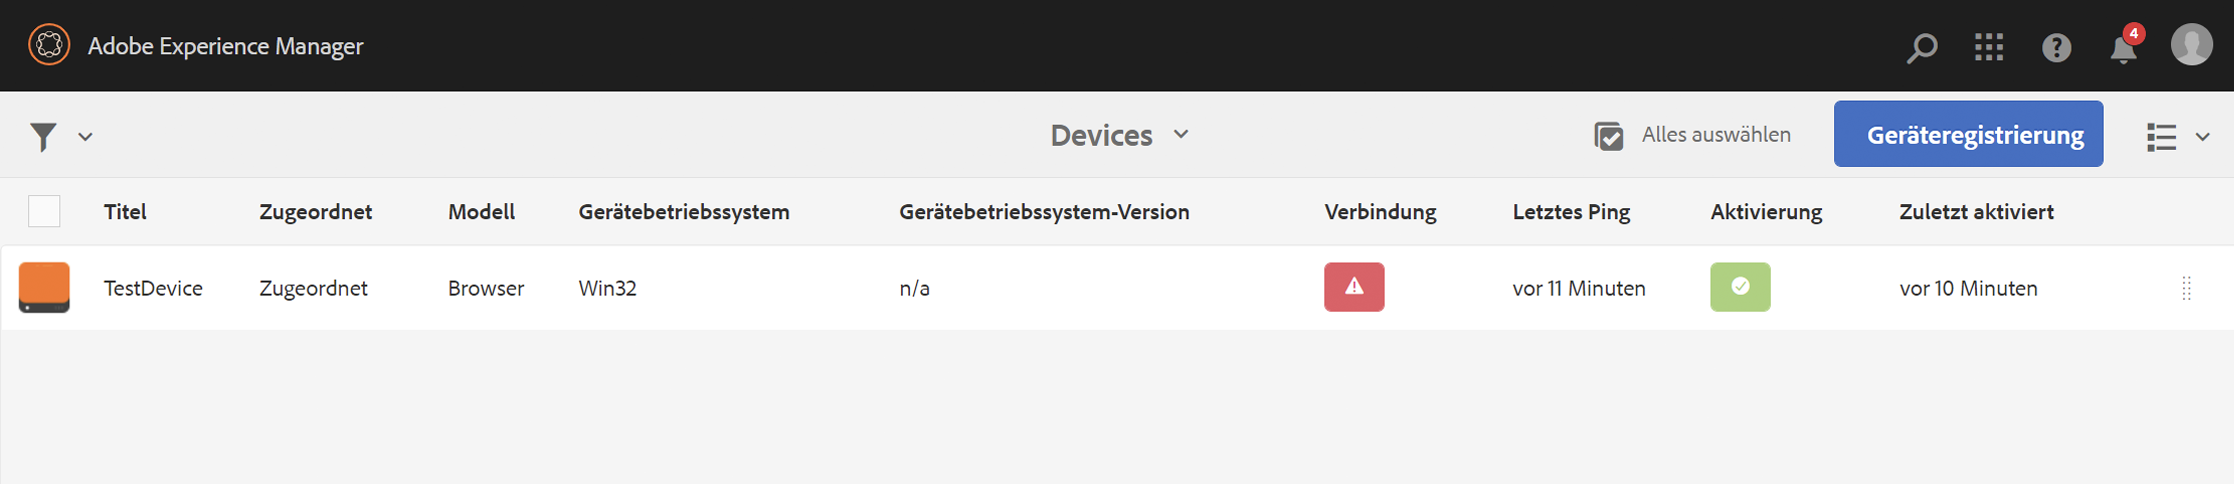 Adobe Experience Manager
4
Devices
Alles auswählen
Geräteregistrierung
Titel Zugeordnet Modell Gerätebetriebssystem Gerätebetriebssystem-Version Verbindung Letztes Ping Aktivierung Zuletzt aktiviert
TestDevice Zugeordnet Browser Win32 n/a vor 11 Minuten vor 10 Minuten